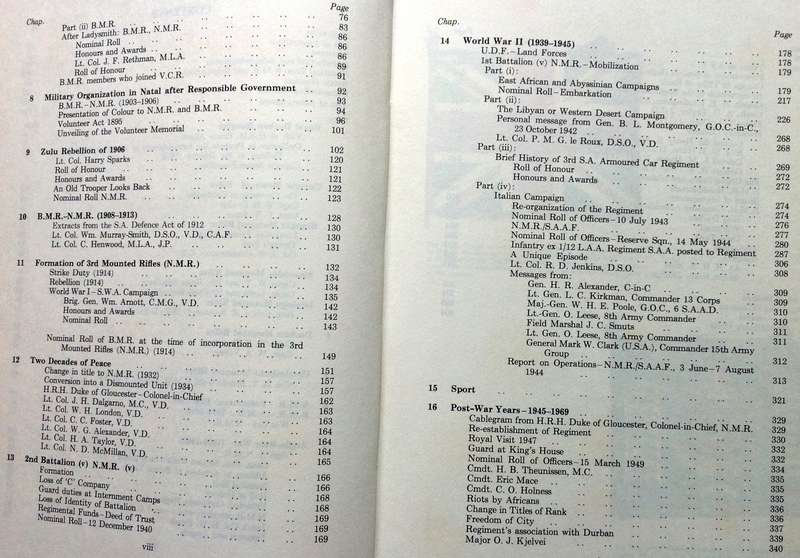 Chap.
Page
Part (ii) B.M.R. 76
After Ladysmith: B.M.R., N.M.R. 83
Nominal Roll 86
Honours and Awards 86
Lt. Col. J. F. Rethman, M.L.A. 86
Roll of Honour 89
B.M.R. members who joined V.C.R. 91
8 Military Organization in Natal after Responsible Government 92
B.M.R.–N.M.R. (1903–1906) 93
Presentation of Colour to N.M.R. and B.M.R. 94
Volunteer Act 1895 96
Unveiling of the Volunteer Memorial 101
9 Zulu Rebellion of 1906 102
Lt. Col. Harry Sparks 120
Roll of Honour 121
Honours and Awards 121
An Old Trooper Looks Back 122
Nominal Roll N.M.R. 123
10 B.M.R.–N.M.R. (1908–1913) 128
Extracts from the S.A. Defence Act of 1912 130
Lt. Col. Wm. Murray-Smith, D.S.O., V.D., C.A.F. 130
Lt. Col. C. Henwood, M.L.A., J.P. 131
11 Formation of 3rd Mounted Rifles (N.M.R.) 132
Strike Duty (1914) 134
Rebellion (1914) 134
World War I–S.W.A. Campaign 135
Brig. Gen. Wm. Arnott, C.M.G., V.D. 142
Honours and Awards 142
Nominal Roll 143
Nominal Roll of B.M.R. at the time of incorporation in the 3rd
Mounted Rifles (N.M.R.) (1914) 149
12 Two Decades of Peace 151
Change in title to N.M.R. (1932) 157
Conversion into a Dismounted Unit (1934) 157
H.R.H. Duke of Gloucester–Colonel-in-Chief 162
Lt. Col. J. H. Dalgarno, M.C., V.D. 163
Lt. Col. W. H. London, V.D. 163
Lt. Col. C. C. Foster, V.D. 164
Lt. Col. W. G. Alexander, V.D. 164
Lt. Col. H. A. Taylor, V.D. 164
Lt. Col. N. D. McMillan, V.D. 165
13 2nd Battalion (v) N.M.R. (v)
Formation 166
Loss of 'C' Company 166
Guard duties at Internment Camps 168
Loss of Identity of Battalion 168
Regimental Funds–Deed of Trust 169
Nominal Roll–12 December 1940 169
169
viii
Chap.
Page
14 World War II (1939–1945)
U.D.F.–Land Forces 178
1st Battalion (v) N.M.R.–Mobilization 178
Part (i): 179
East African and Abyssinian Campaigns
Nominal Roll–Embarkation 179
Part (ii): 217
The Libyan or Western Desert Campaign
Personal message from Gen. B. L. Montgomery, G.O.C.-in-C., 226
23 October 1942
Lt. Col. P. M. G. le Roux, D.S.O., V.D. 268
Part (iii): 268
Brief History of 3rd S.A. Armoured Car Regiment
Roll of Honour 269
Honours and Awards 272
Part (iv): 272
Italian Campaign
Re-organization of the Regiment 274
Nominal Roll of Officers–10 July 1943 274
N.M.R./S.A.A.F. 276
Nominal Roll of Officers–Reserve Sqn., 14 May 1944 277
Infantry ex 1/12 L.A.A. Regiment S.A.A. posted to Regiment 280
A Unique Episode 287
Lt. Col. R. D. Jenkins, D.S.O. 306
Messages from: 308
Gen. H. R. Alexander, C-in-C
Lt. Gen. L. C. Kirkman, Commander 13 Corps 309
Maj.-Gen. W. H. E. Poole, G.O.C., 6 S.A.A.D. 309
Lt.-Gen. O. Leese, 8th Army Commander 310
Field Marshal J. C. Smuts 310
Lt. Gen. O. Leese, 8th Army Commander 311
General Mark W. Clark (U.S.A.), Commander 15th Army 311
Group
312
Report on Operations–N.M.R./S.A.A.F., 3 June–7 August
1944
313
15 Sport
321
16 Post-War Years–1945–1969
Cablegram from H.R.H. Duke of Gloucester, Colonel-in-Chief, N.M.R. 329
Re-establishment of Regiment 329
Royal Visit 1947 330
Guard at King's House 332
Nominal Roll of Officers–15 March 1949 332
Cmdt. H. B. Theunissen, M.C. 334
Cmdt. Eric Mace 335
Cmdt. C. O. Holness 335
Riots by Africans 335
Change in Titles of Rank 336
Freedom of City 336
Regiment's association with Durban 337
Major O. J. Kjelvei 339
340